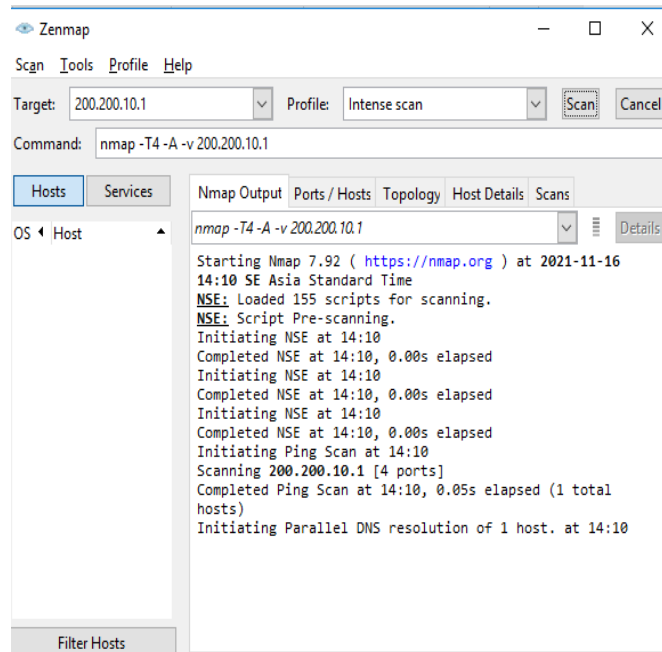 Zenmap
Scan Tools Profile Help
Target: 200.200.10.1 Profile: Intense scan Scan Cancel
Command: nmap -T4 -A -v 200.200.10.1
Hosts Services Nmap Output Ports / Hosts Topology Host Details Scans
OS Host nmap -T4 -A -v 200.200.10.1 Details
Starting Nmap 7.92 ( https://nmap.org ) at 2021-11-16
14:10 SE Asia Standard Time
NSE: Loaded 155 scripts for scanning.
NSE: Script Pre-scanning.
Initiating NSE at 14:10
Completed NSE at 14:10, 0.00s elapsed
Initiating NSE at 14:10
Completed NSE at 14:10, 0.00s elapsed
Initiating NSE at 14:10
Completed NSE at 14:10, 0.00s elapsed
Initiating Ping Scan at 14:10
Scanning 200.200.10.1 [4 ports]
Completed Ping Scan at 14:10, 0.05s elapsed (1 total
hosts)
Initiating Parallel DNS resolution of 1 host. at 14:10
Filter Hosts